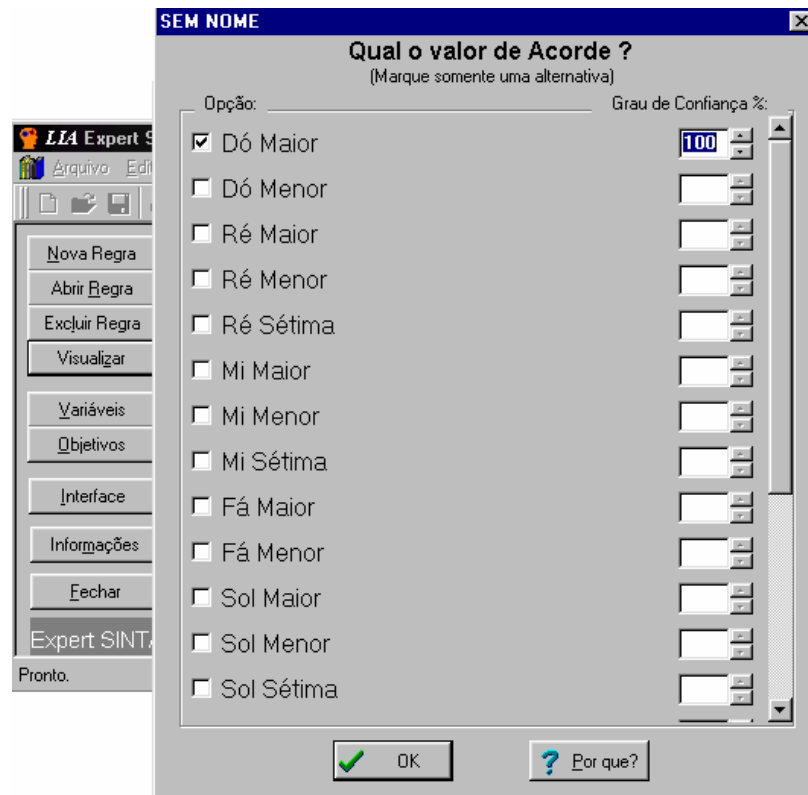 SEM NOME
Qual o valor de Acorde ?
(Marque somente uma alternativa)
Opção: Grau de Confiança %:
Dó Maior 100
Dó Menor
Ré Maior
Ré Menor
Ré Sétima
Mi Maior
Mi Menor
Mi Sétima
Fá Maior
Fá Menor
Sol Maior
Sol Menor
Sol Sétima
OK
Por que?
LIA Expert S
Arquivo Edit
Nova Regra
Abrir Regra
Excluir Regra
Visualizar
Variáveis
Objetivos
Interface
Informações
Fechar
Expert SINTA
Pronto.